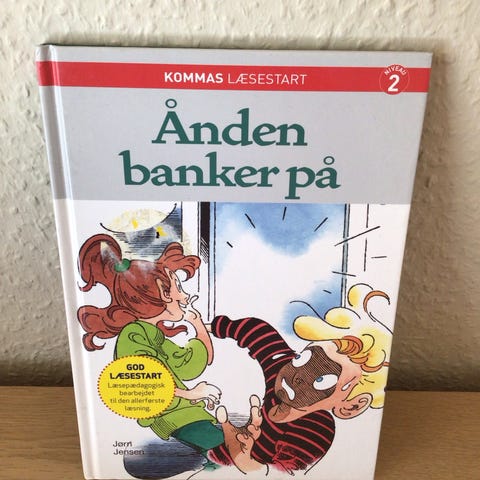 KOMMAS LÆSESTART
NIVEAU
2
Ånden
banker på
GOD
LÆSESTART
Læsepædagogisk
bearbejdet
til den allerførste
læsning.
Jørn
Jensen